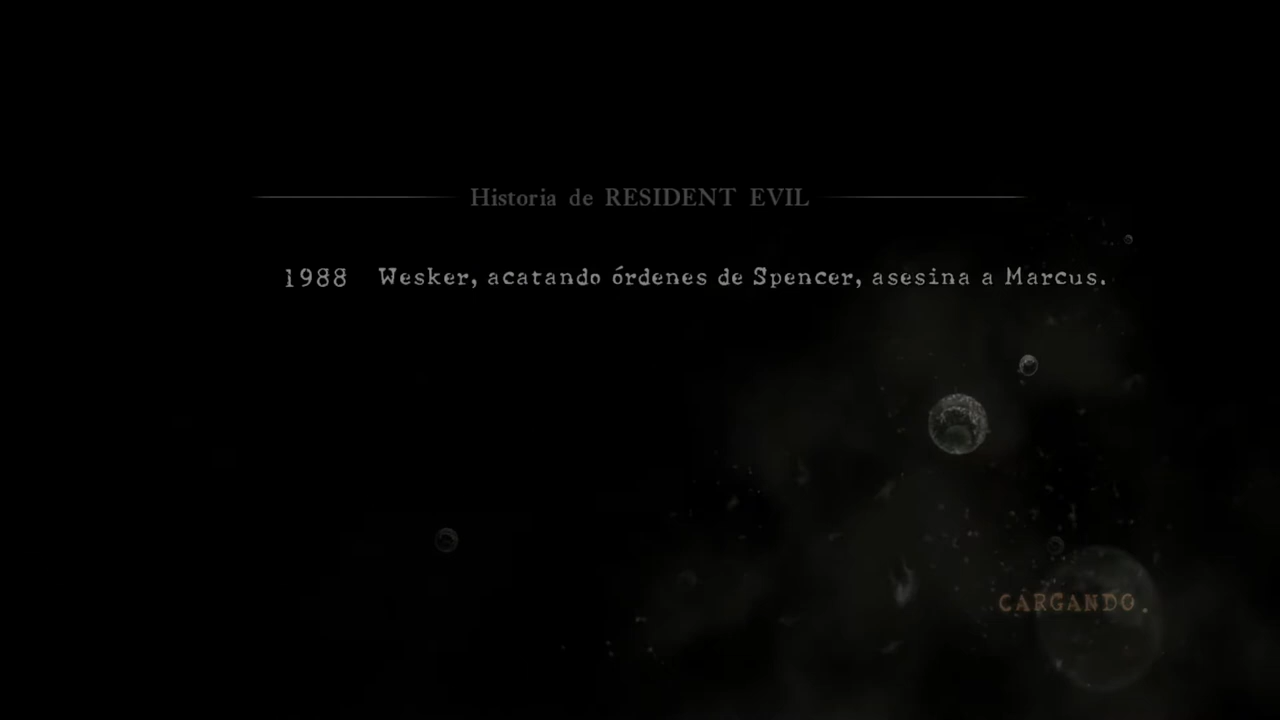 Historia de RESIDENT EVIL
1988 Wesker, acatando órdenes de Spencer, asesina a Marcus.
CARGANDO.